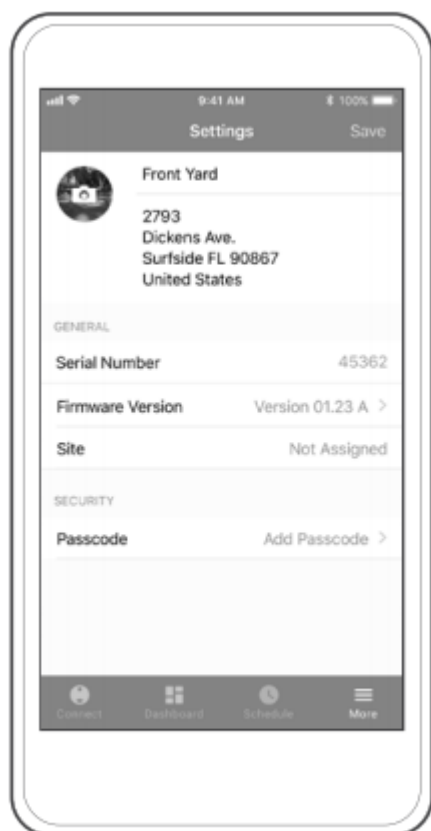 9:41 AM 100%
Settings Save
Front Yard
2793
Dickens Ave.
Surfside FL 90867
United States
GENERAL
Serial Number 45362
Firmware Version Version 01.23 A >
Site Not Assigned
SECURITY
Passcode Add Passcode >
Connect Dashboard Schedule More